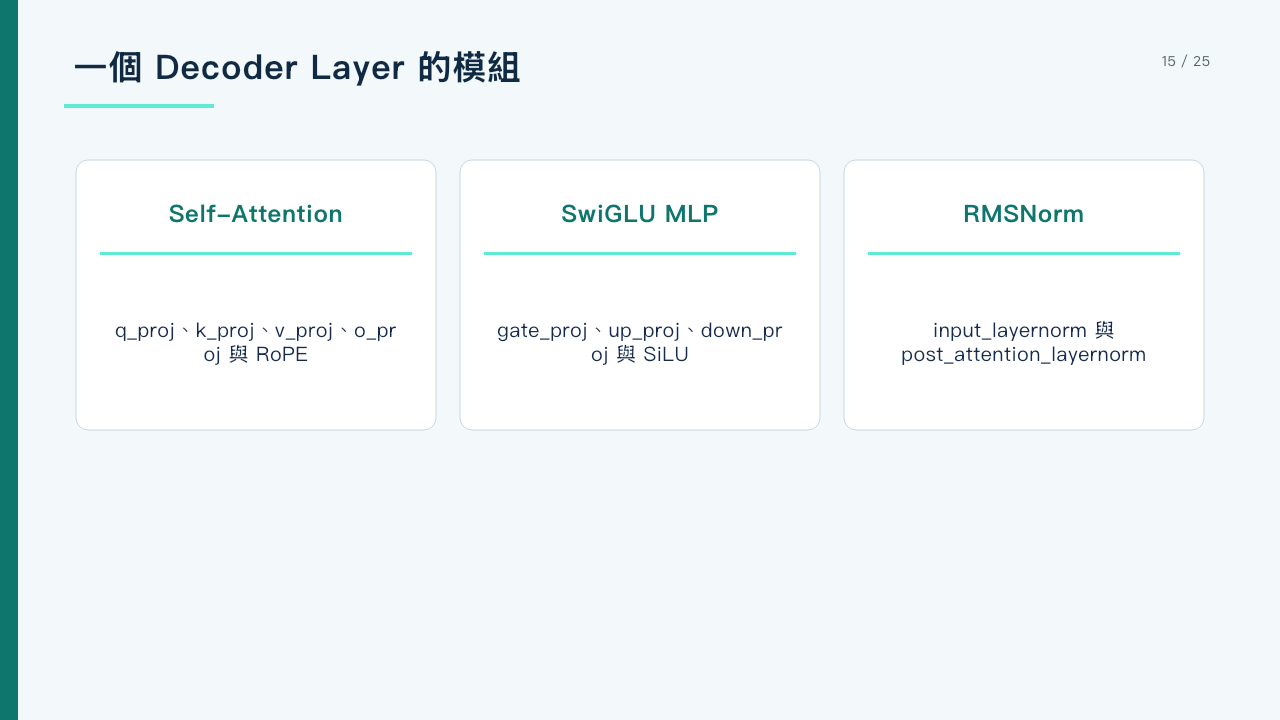 一個 Decoder Layer 的模組
15 / 25
Self-Attention
q_proj、k_proj、v_proj、o_pr
oj 與 RoPE
SwiGLU MLP
gate_proj、up_proj、down_pr
oj 與 SiLU
RMSNorm
input_layernorm 與
post_attention_layernorm